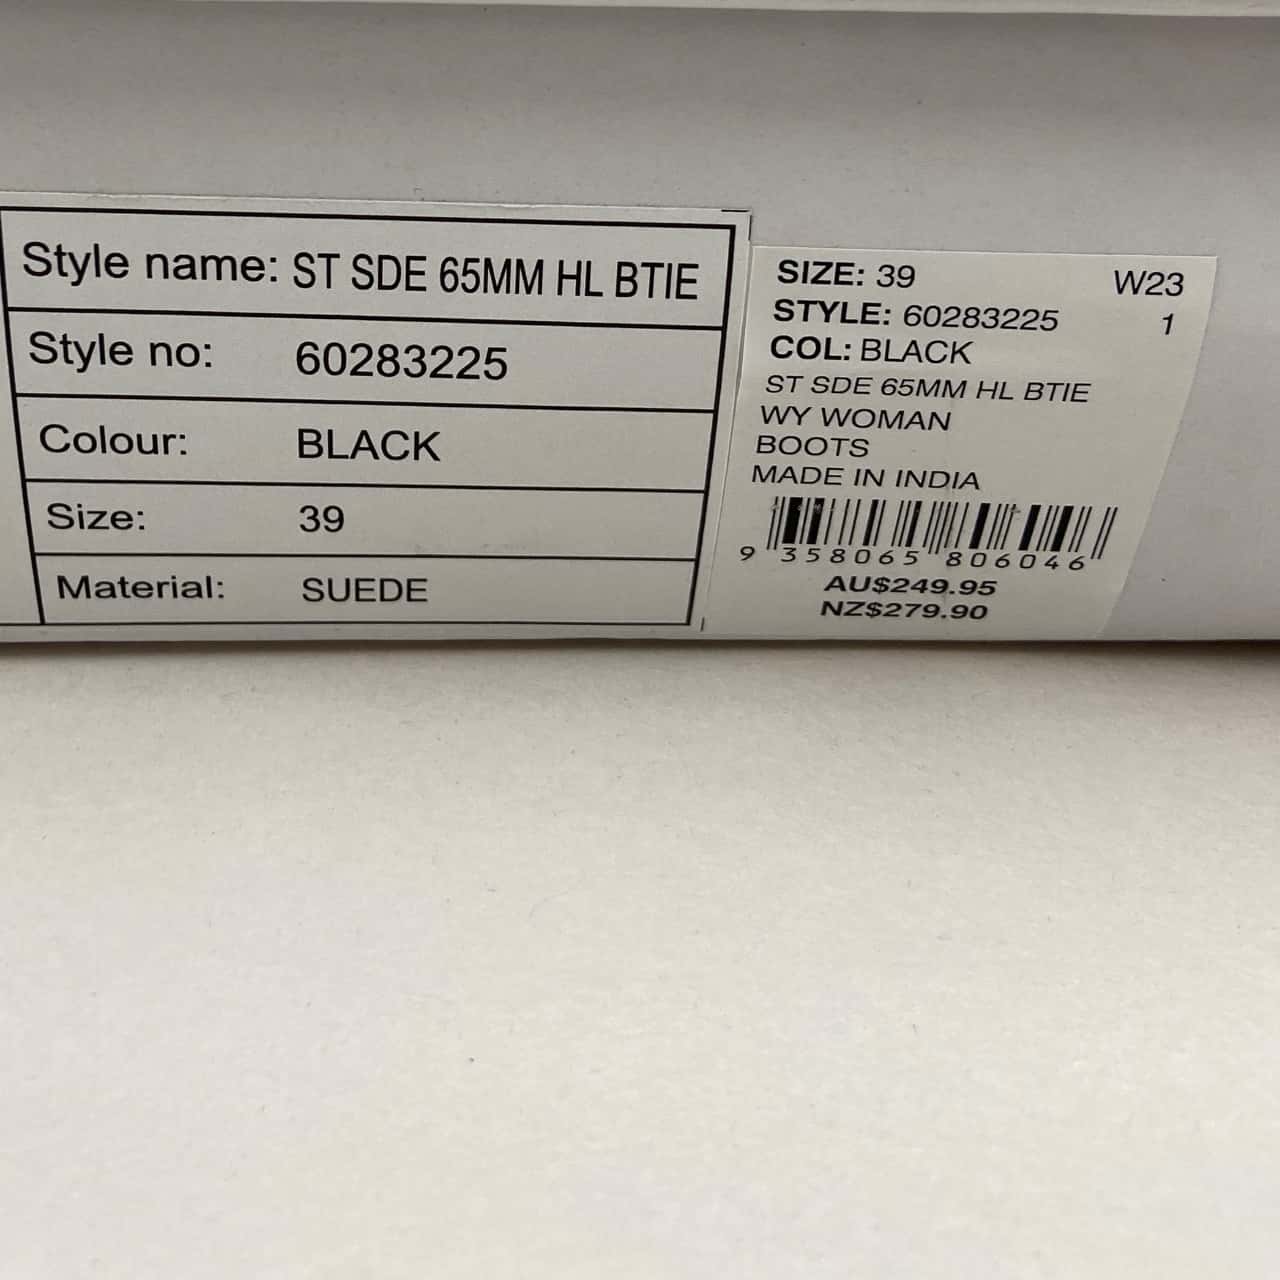 Style name: ST SDE 65MM HL BTIE
Style no: 60283225
Colour: BLACK
Size: 39
Material: SUEDE
SIZE: 39 W23
STYLE: 60283225 1
COL: BLACK
ST SDE 65MM HL BTIE
WY WOMAN
BOOTS
MADE IN INDIA
9 358065 806046
AU$249.95
NZ$279.90